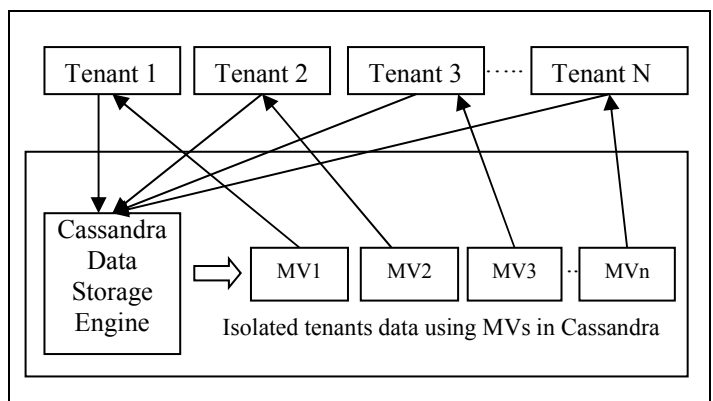 Tenant 1 Tenant 2 Tenant 3 ..... Tenant N
Cassandra
Data
Storage
Engine
MV1 MV2 MV3 .. MVn
Isolated tenants data using MVs in Cassandra